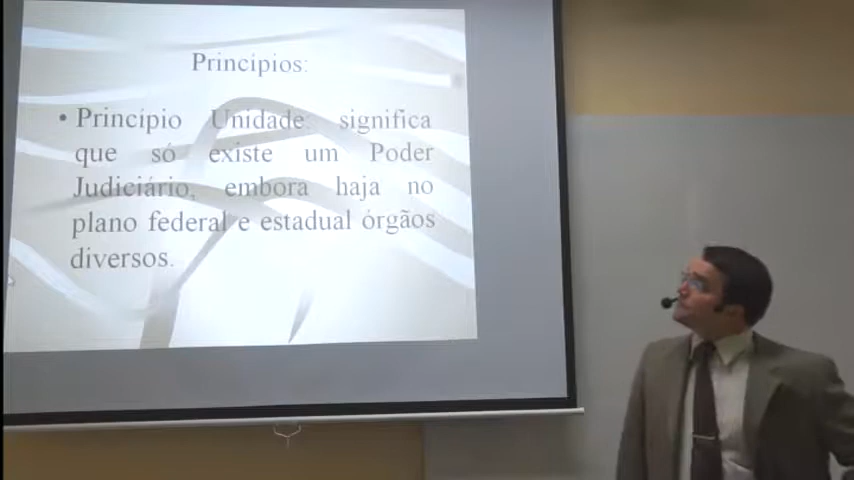 Princípios:
• Princípio Unidade: significa
que só existe um Poder
Judiciário, embora haja no
plano federal e estadual órgãos
diversos.